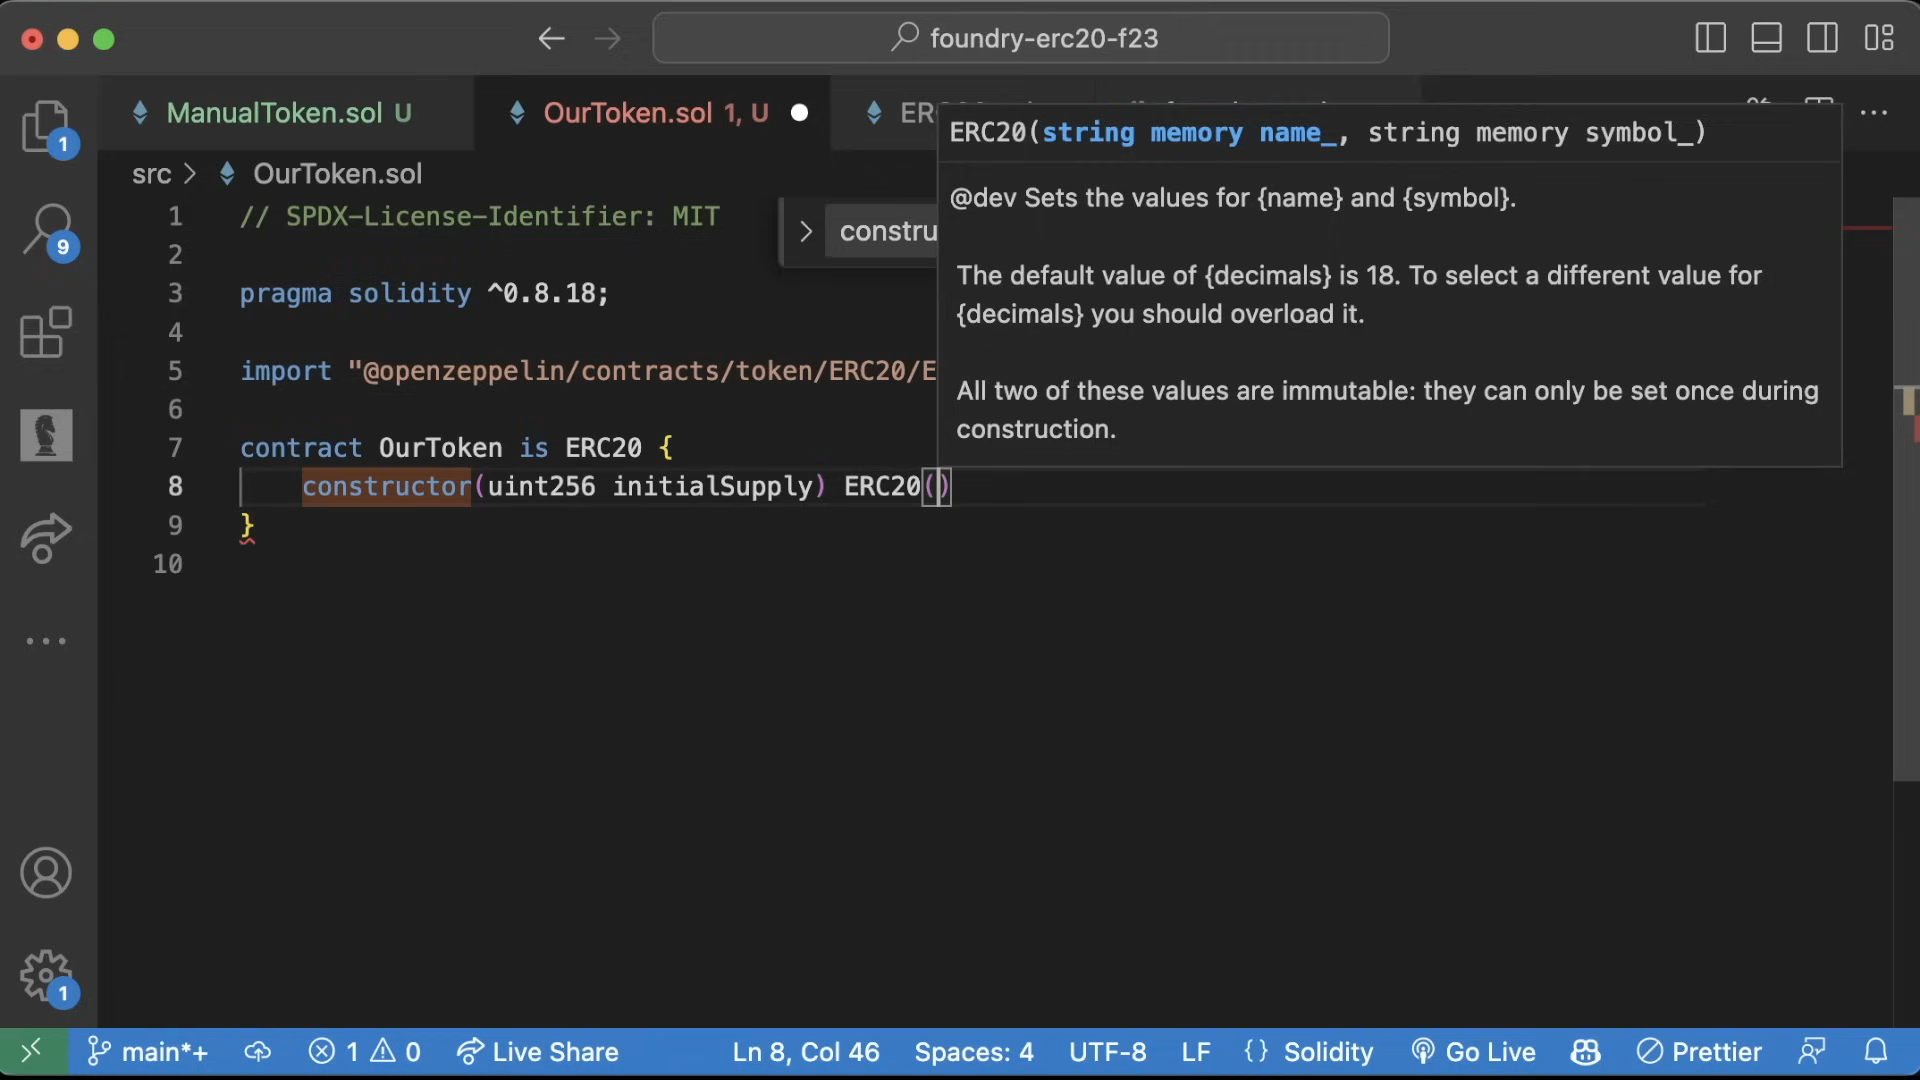 foundry-erc20-f23
ManualToken.sol U
OurToken.sol 1, U
src > OurToken.sol
constru
ERC20(string memory name_, string memory symbol_)
@dev Sets the values for {name} and {symbol}.
The default value of {decimals} is 18. To select a different value for
{decimals} you should overload it.
All two of these values are immutable: they can only be set once during
construction.
1 // SPDX-License-Identifier: MIT
2
3 pragma solidity ^0.8.18;
4
5 import "@openzeppelin/contracts/token/ERC20/E
6
7 contract OurToken is ERC20 {
8 constructor(uint256 initialSupply) ERC20()
9 }
10
1
9
1
main*+ 1 0 Live Share Ln 8, Col 46 Spaces: 4 UTF-8 LF {} Solidity Go Live Prettier